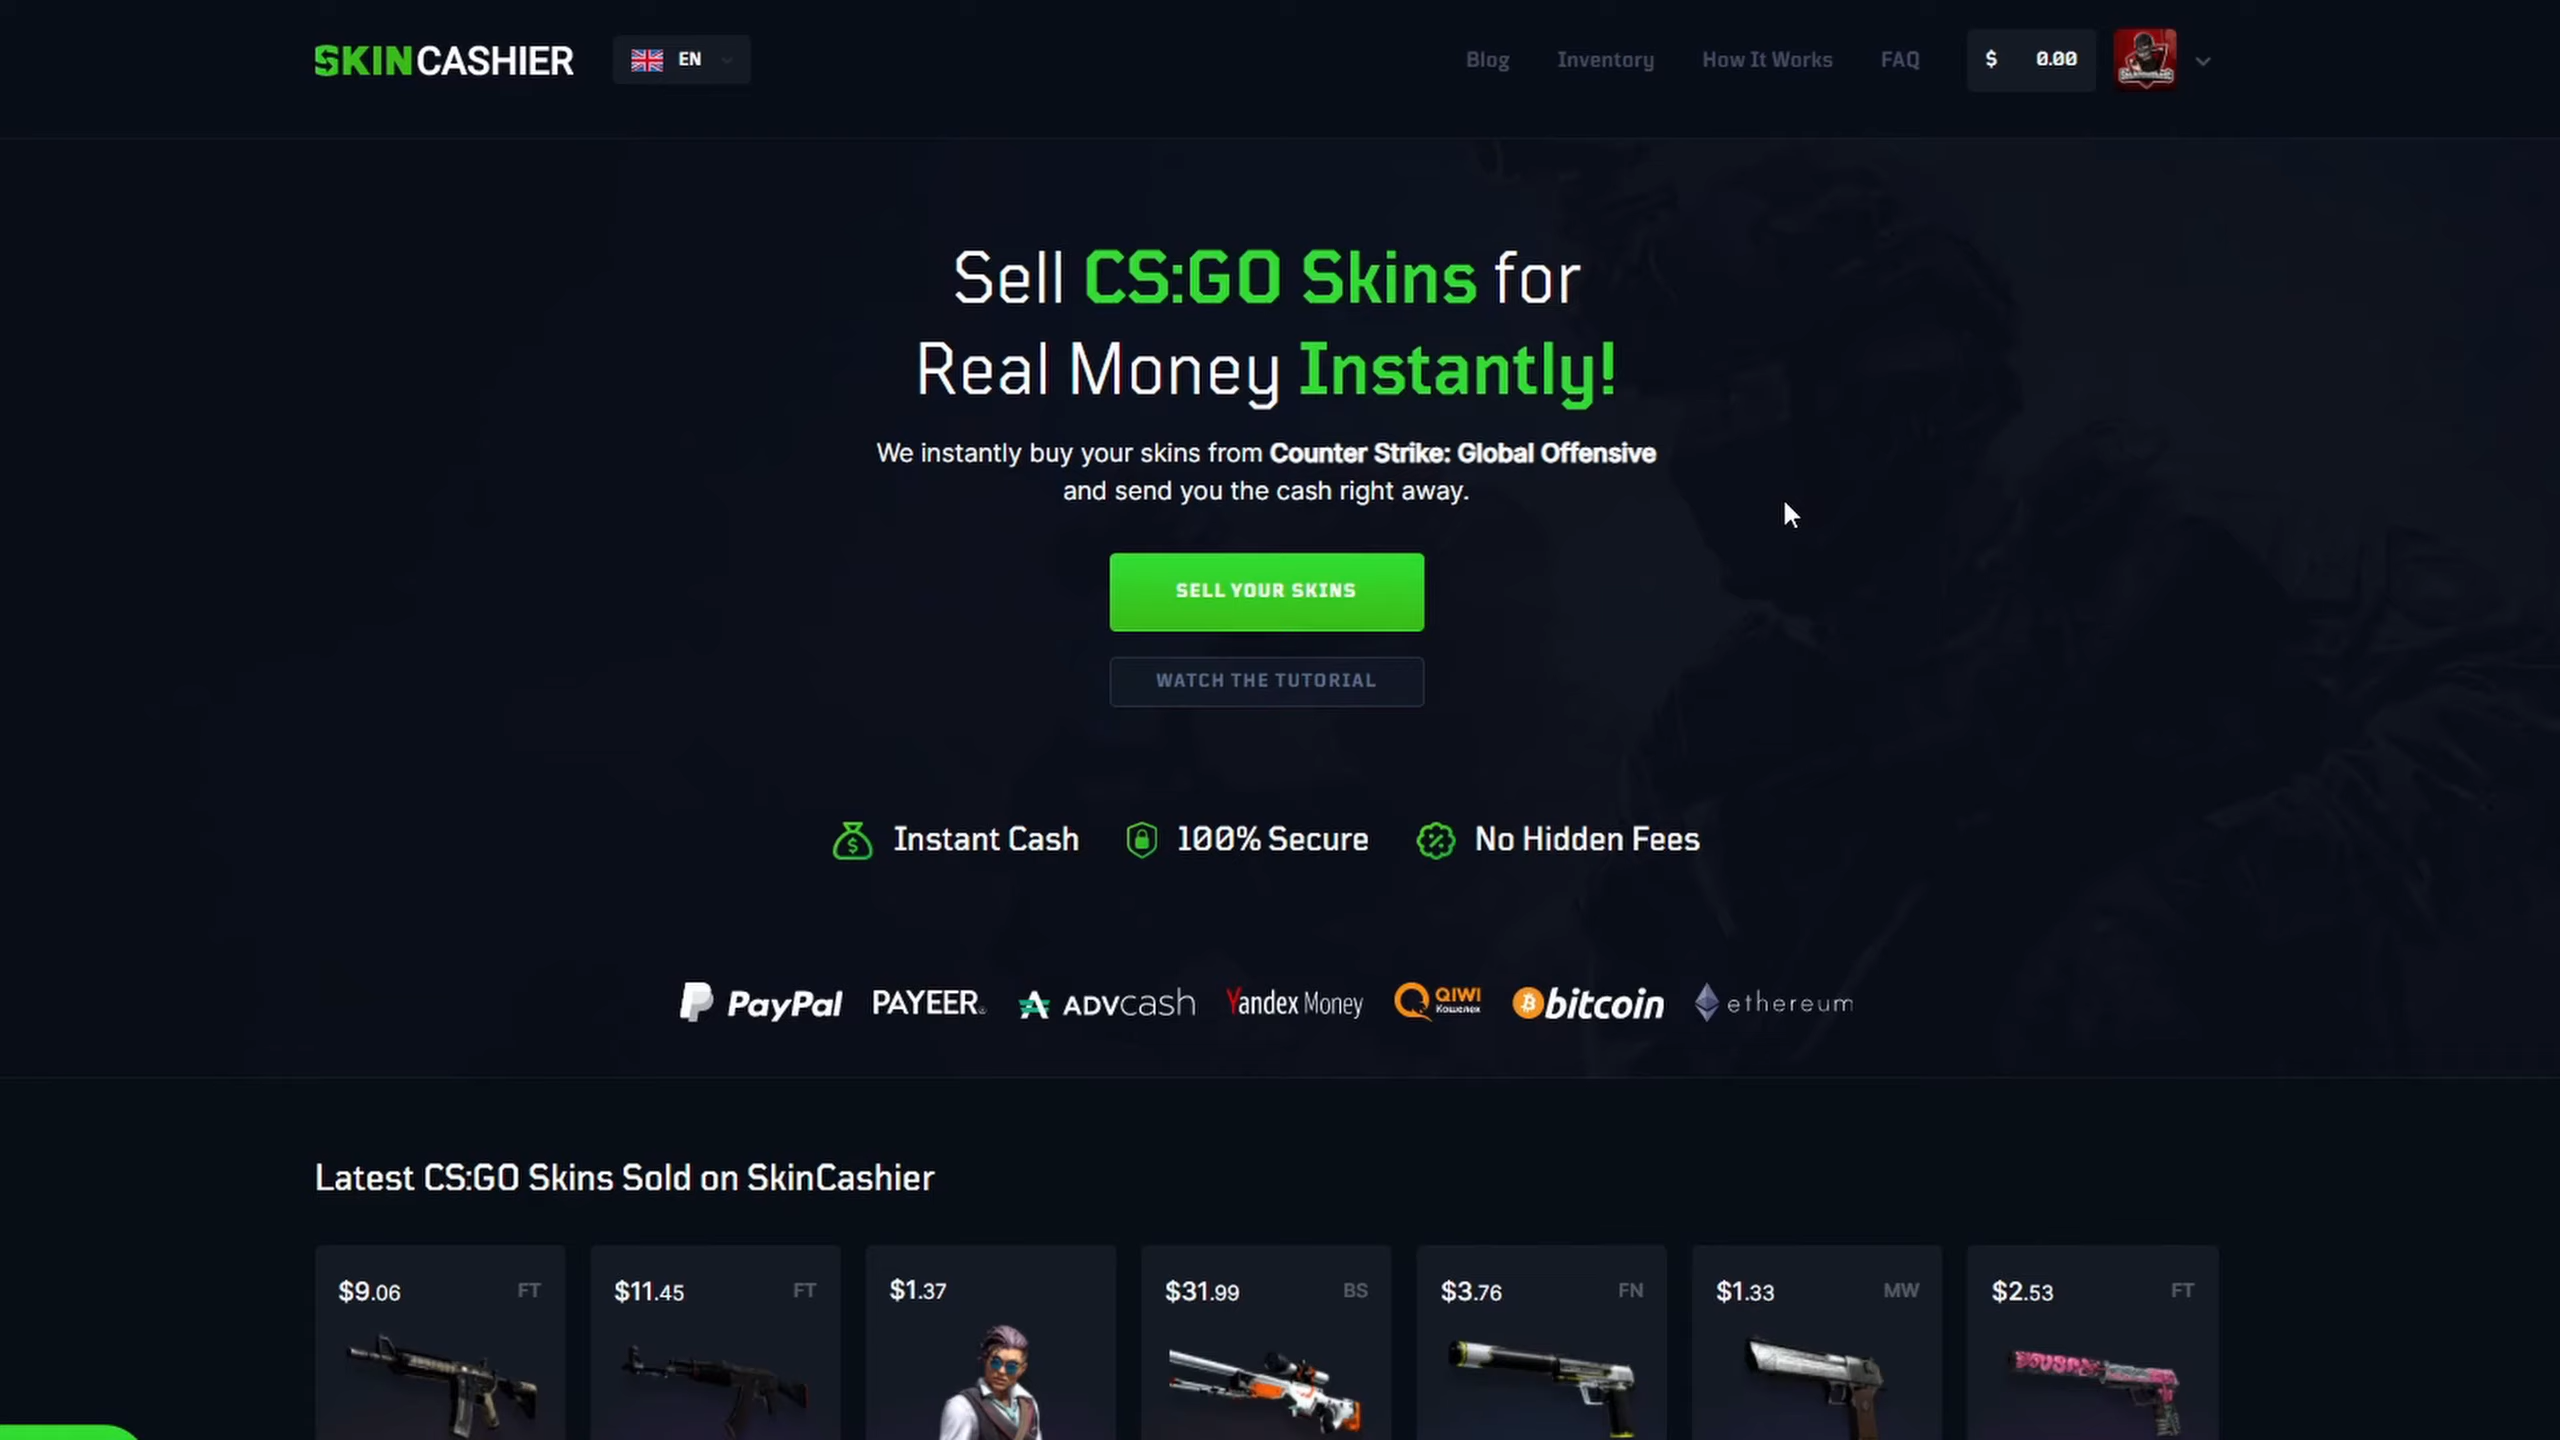 SKINCASHIER
EN
Blog
Inventory
How It Works
FAQ
$ 0.00
Sell CS:GO Skins for
Real Money Instantly!
We instantly buy your skins from Counter Strike: Global Offensive
and send you the cash right away.
SELL YOUR SKINS
WATCH THE TUTORIAL
Instant Cash
100% Secure
No Hidden Fees
PayPal
PAYEER
ADVcash
Yandex Money
QIWI
Кошелек
bitcoin
ethereum
Latest CS:GO Skins Sold on SkinCashier
$9.06 FT
$11.45 FT
$1.37
$31.99 BS
$3.76 FN
$1.33 MW
$2.53 FT